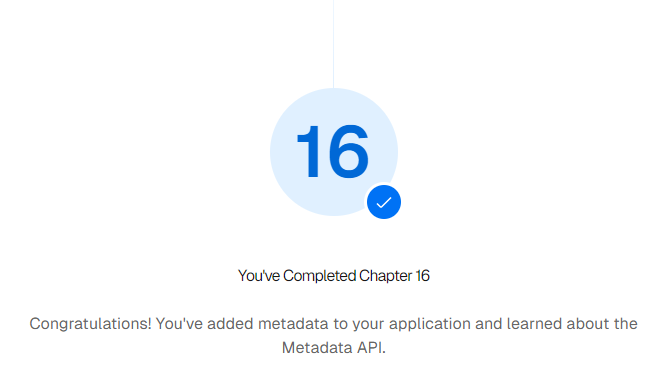 16
You've Completed Chapter 16
Congratulations! You've added metadata to your application and learned about the
Metadata API.